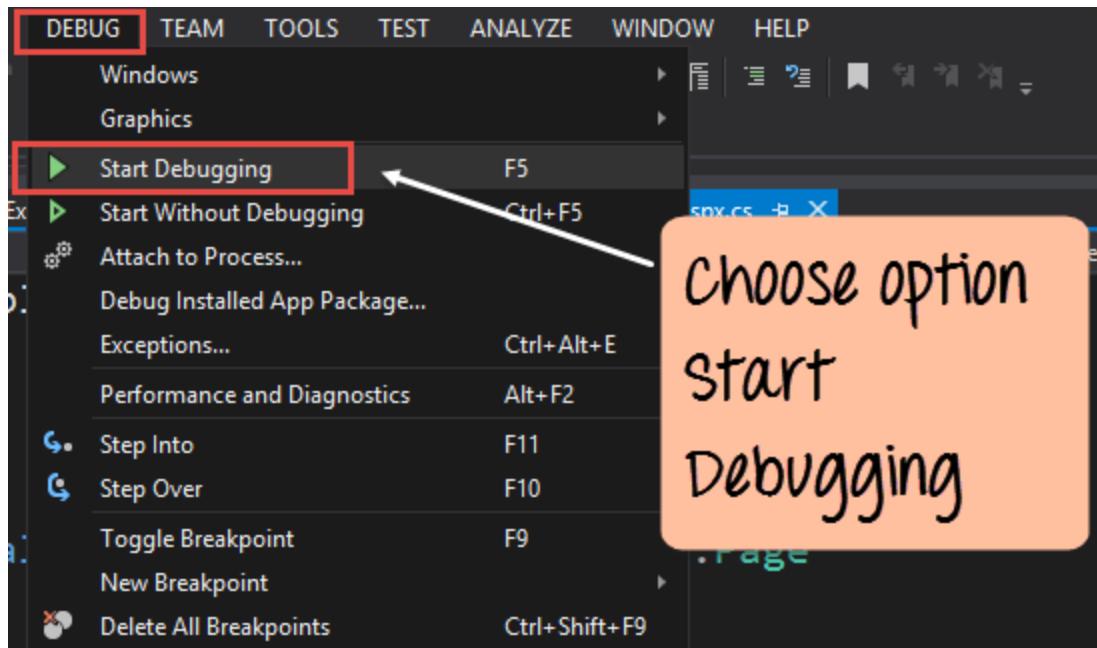 DEBUG TEAM TOOLS TEST ANALYZE WINDOW HELP
Windows
Graphics
Start Debugging F5
Start Without Debugging Ctrl+F5
spx.cs
Attach to Process...
Debug Installed App Package...
Exceptions... Ctrl+Alt+E
Performance and Diagnostics Alt+F2
Step Into F11
Step Over F10
Toggle Breakpoint F9
New Breakpoint
Delete All Breakpoints Ctrl+Shift+F9
Choose option
Start
Debugging
.Page